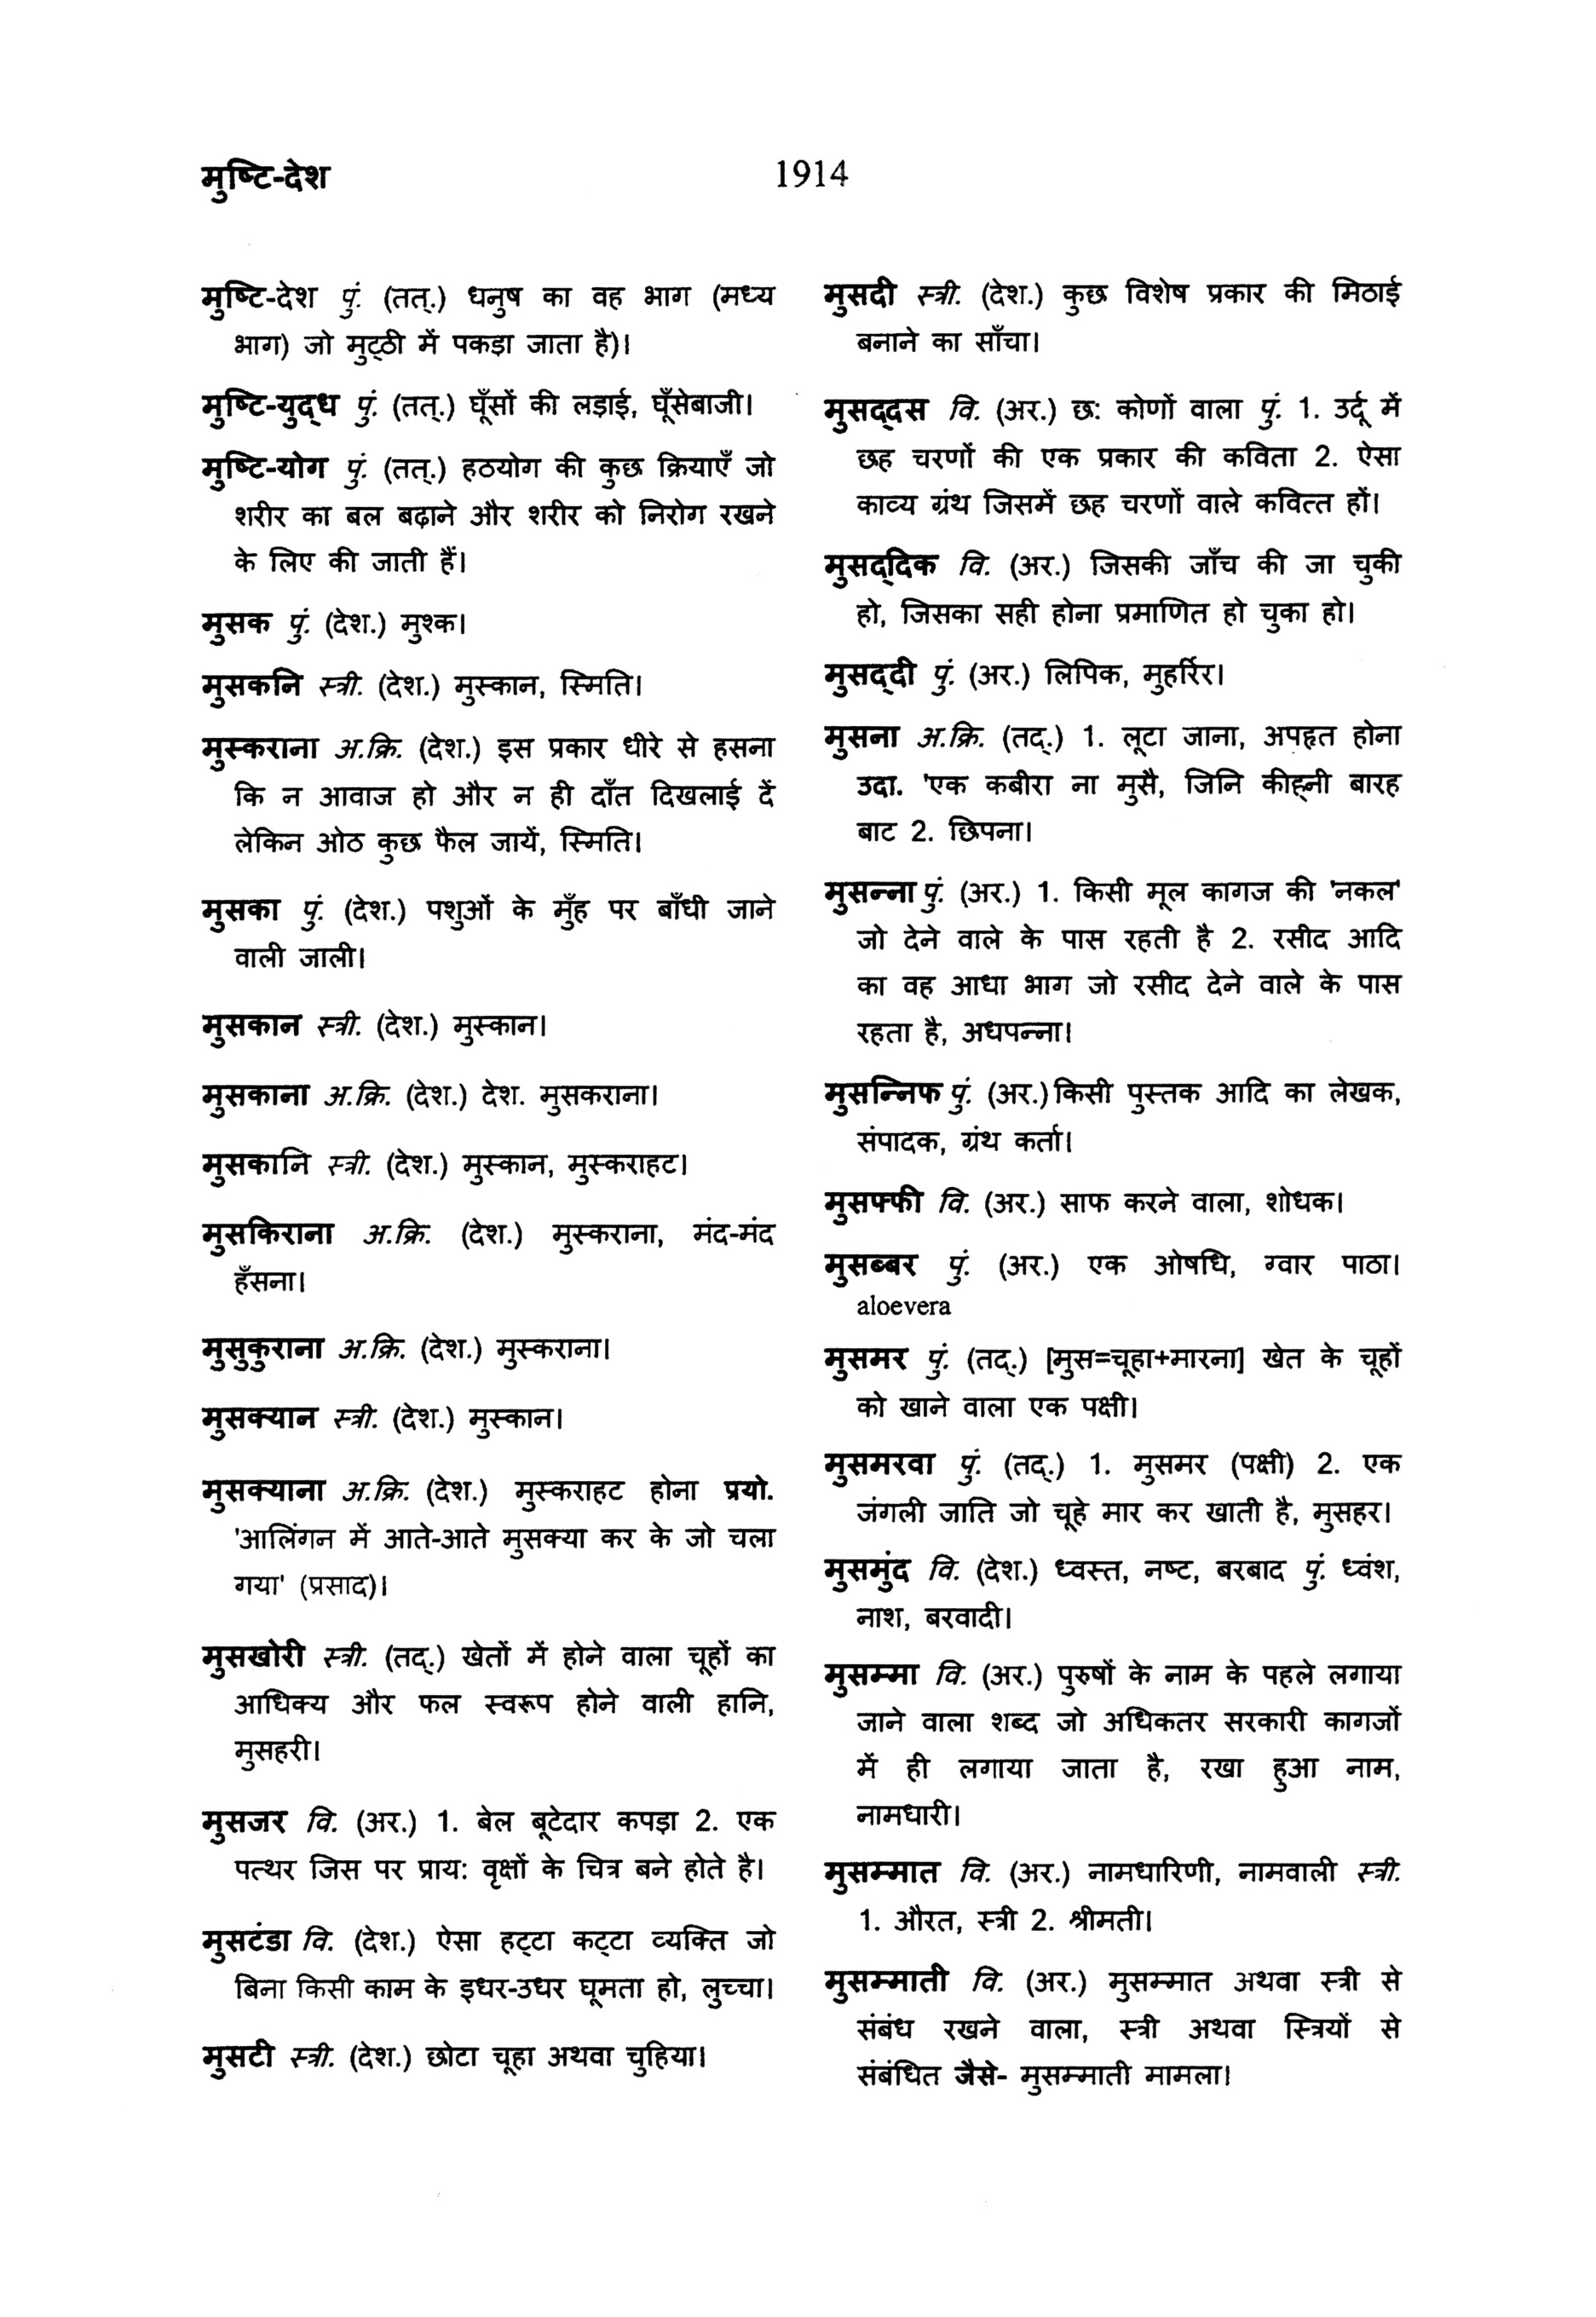 मुष्टि-देश
1914
मुष्टि-देश पुं. (तत्.) धनुष का वह भाग (मध्य
भाग) जो मुट्ठी में पकड़ा जाता है)।
मुष्टि-युद्ध पुं. (तत्.) घूँसों की लड़ाई, घूँसेबाजी।
मुष्टि-योग पुं. (तत्.) हठयोग की कुछ क्रियाएँ जो
शरीर का बल बढ़ाने और शरीर को निरोग रखने
के लिए की जाती हैं।
मुसक पुं. (देश.) मुश्क।
मुसकनि स्त्री. (देश.) मुस्कान, स्मिति।
मुस्कराना अ.क्रि. (देश.) इस प्रकार धीरे से हसना
कि न आवाज हो और न ही दाँत दिखलाई दें
लेकिन ओठ कुछ फैल जायें, स्मिति।
मुसका पुं. (देश.) पशुओं के मुँह पर बाँधी जाने
वाली जाली।
मुसकान स्त्री. (देश.) मुस्कान।
मुसकाना अ.क्रि. (देश.) देश. मुसकराना।
मुसकानि स्त्री. (देश.) मुस्कान, मुस्कराहट।
मुसकिराना अ.क्रि. (देश.) मुस्कराना, मंद-मंद
हँसना।
मुसुकुराना अ.क्रि. (देश.) मुस्कराना।
मुसक्यान स्त्री. (देश.) मुस्कान।
मुसक्याना अ.क्रि. (देश.) मुस्कराहट होना प्रयो.
'आलिंगन में आते-आते मुसक्या कर के जो चला
गया' (प्रसाद)।
मुसखोरी स्त्री. (तद्.) खेतों में होने वाला चूहों का
आधिक्य और फल स्वरूप होने वाली हानि,
मुसहरी।
मुसजर वि. (अर.) 1. बेल बूटेदार कपड़ा 2. एक
पत्थर जिस पर प्राय: वृक्षों के चित्र बने होते है।
मुसटंडा वि. (देश.) ऐसा हट्टा कट्टा व्यक्ति जो
बिना किसी काम के इधर-उधर घूमता हो, लुच्चा।
मुसटी स्त्री. (देश.) छोटा चूहा अथवा चुहिया।
मुसदी स्त्री. (देश.) कुछ विशेष प्रकार की मिठाई
बनाने का साँचा।
मुसद्दस वि. (अर.) छ: कोणों वाला पुं. 1. उर्दू में
छह चरणों की एक प्रकार की कविता 2. ऐसा
काव्य ग्रंथ जिसमें छह चरणों वाले कवित्त हों।
मुसद्दिक वि. (अर.) जिसकी जाँच की जा चुकी
हो, जिसका सही होना प्रमाणित हो चुका हो।
मुसद्दी पुं. (अर.) लिपिक, मुहर्रिर।
मुसना अ.क्रि. (तद्.) 1. लूटा जाना, अपहृत होना
उदा. 'एक कबीरा ना मुसै, जिनि कीह्नी बारह
बाट 2. छिपना।
मुसन्ना पुं. (अर.) 1. किसी मूल कागज की 'नकल'
जो देने वाले के पास रहती है 2. रसीद आदि
का वह आधा भाग जो रसीद देने वाले के पास
रहता है, अधपन्ना।
मुसन्निफ पुं. (अर.) किसी पुस्तक आदि का लेखक,
संपादक, ग्रंथ कर्ता।
मुसफ्फी वि. (अर.) साफ करने वाला, शोधक।
मुसब्बर पुं. (अर.) एक ओषधि, ग्वार पाठा।
aloevera
मुसमर पुं. (तद्.) [मुस=चूहा+मारना] खेत के चूहों
को खाने वाला एक पक्षी।
मुसमरवा पुं. (तद्.) 1. मुसमर (पक्षी) 2. एक
जंगली जाति जो चूहे मार कर खाती है, मुसहर।
मुसमुंद वि. (देश.) ध्वस्त, नष्ट, बरबाद पुं. ध्वंश,
नाश, बरवादी।
मुसम्मा वि. (अर.) पुरुषों के नाम के पहले लगाया
जाने वाला शब्द जो अधिकतर सरकारी कागजों
में ही लगाया जाता है, रखा हुआ नाम,
नामधारी।
मुसम्मात वि. (अर.) नामधारिणी, नामवाली स्त्री.
1. औरत, स्त्री 2. श्रीमती।
मुसम्माती वि. (अर.) मुसम्मात अथवा स्त्री से
संबंध रखने वाला, स्त्री अथवा स्त्रियों से
संबंधित जैसे- मुसम्माती मामला।